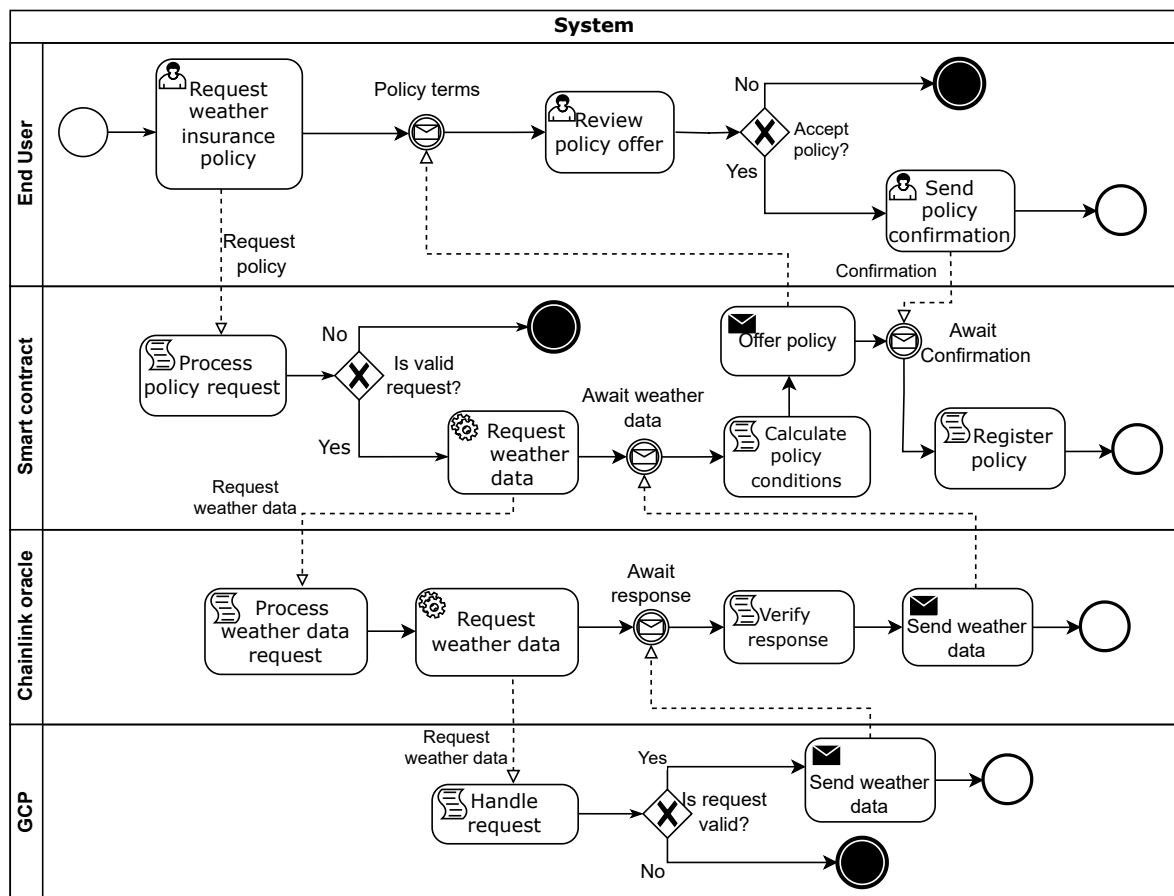 System
End User
Request
weather
insurance
policy
Policy terms
Review
policy offer
No
Accept
policy?
Yes
Send
policy
confirmation
Request
policy
Confirmation
Smart contract
Process
policy request
No
Is valid
request?
Yes
Request
weather
data
Await weather
data
Calculate
policy
conditions
Offer policy
Await
Confirmation
Register
policy
Request
weather data
Chainlink oracle
Process
weather data
request
Request
weather data
Await
response
Verify
response
Send weather
data
GCP
Request
weather data
Handle
request
Yes
Is request
valid?
No
Send weather
data